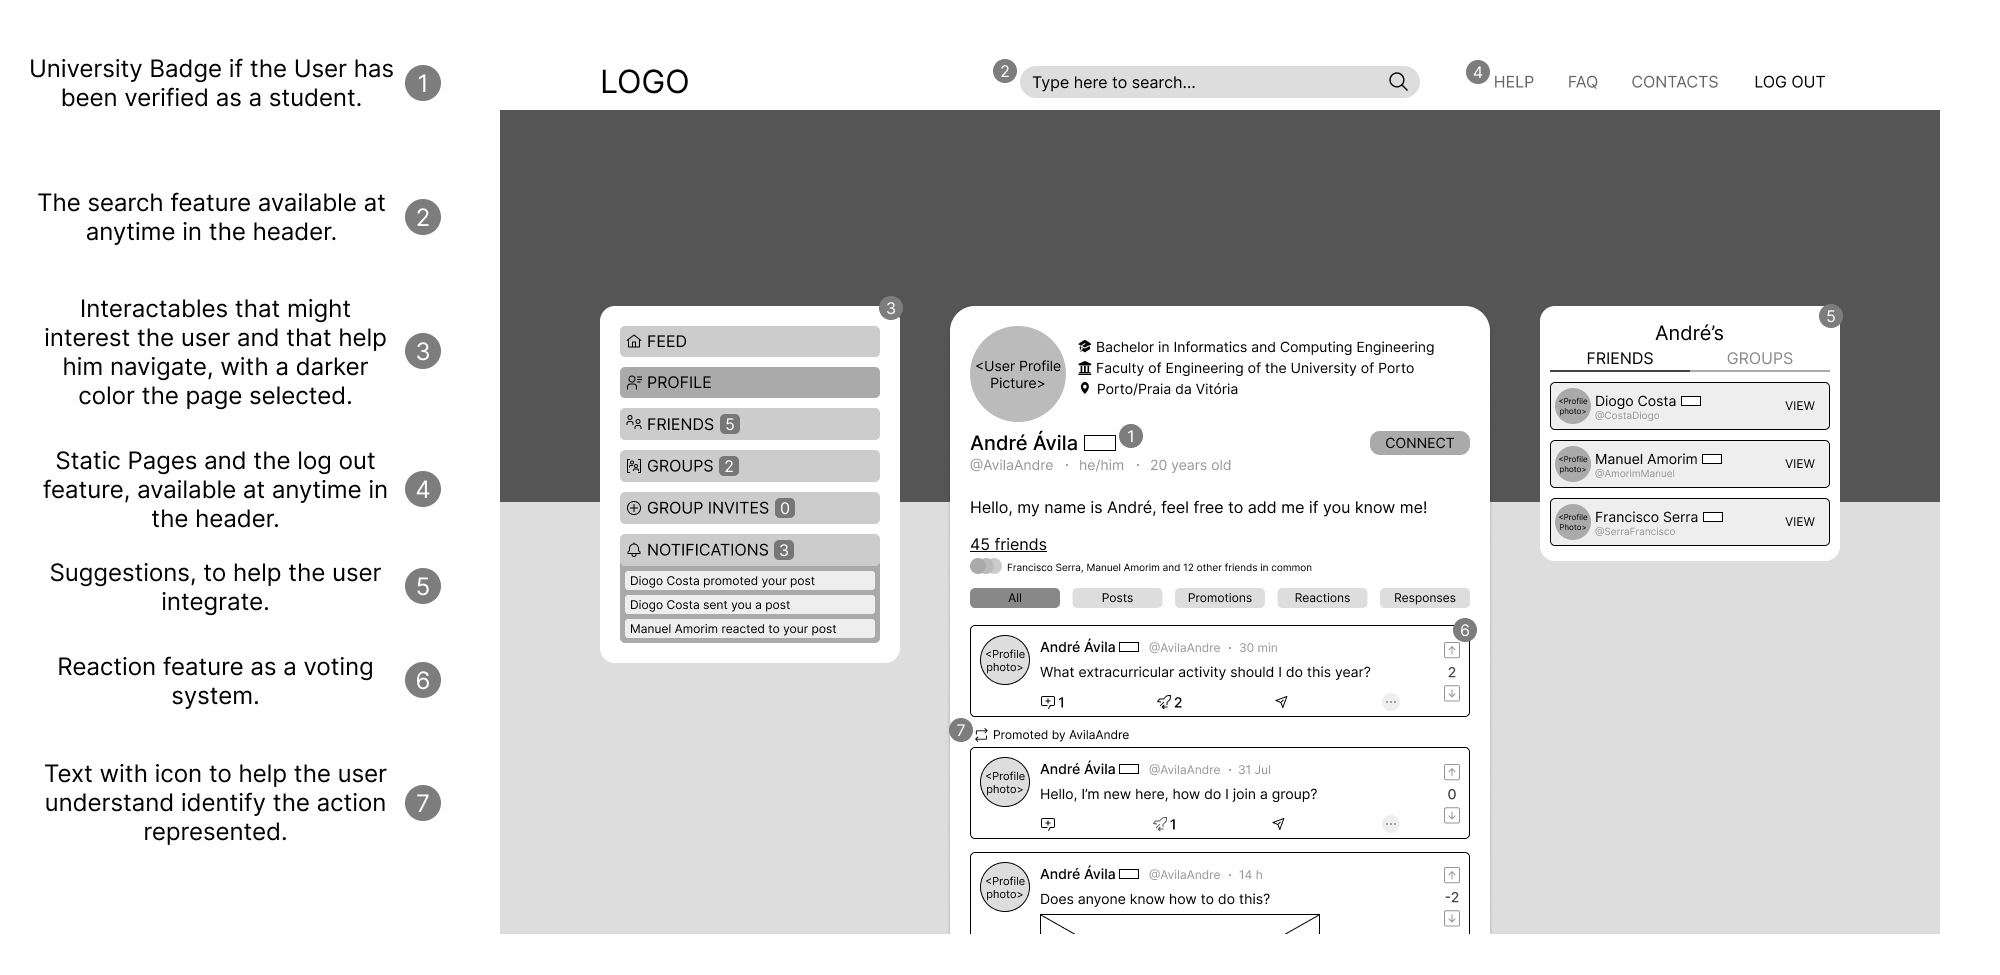 University Badge if the User has
been verified as a student.
1
The search feature available at
anytime in the header.
2
Interactables that might
interest the user and that help
him navigate, with a darker
color the page selected.
3
Static Pages and the log out
feature, available at anytime in
the header.
4
Suggestions, to help the user
integrate.
5
Reaction feature as a voting
system.
6
Text with icon to help the user
understand identify the action
represented.
7
LOGO
2
Type here to search...
4
HELP FAQ CONTACTS LOG OUT
3
FEED
PROFILE
FRIENDS 5
GROUPS 2
GROUP INVITES 0
NOTIFICATIONS 3
Diogo Costa promoted your post
Diogo Costa sent you a post
Manuel Amorim reacted to your post
<User Profile
Picture>
Bachelor in Informatics and Computing Engineering
Faculty of Engineering of the University of Porto
Porto/Praia da Vitória
André Ávila 1
CONNECT
@AvilaAndre · he/him · 20 years old
Hello, my name is André, feel free to add me if you know me!
45 friends
Francisco Serra, Manuel Amorim and 12 other friends in common
All Posts Promotions Reactions Responses
6
<Profile
photo>
André Ávila @AvilaAndre · 30 min
What extracurricular activity should I do this year?
2
1 2 ...
7
Promoted by AvilaAndre
<Profile
photo>
André Ávila @AvilaAndre · 31 Jul
Hello, I'm new here, how do I join a group?
0
1 ...
<Profile
photo>
André Ávila @AvilaAndre · 14 h
Does anyone know how to do this?
-2
5
André's
FRIENDS GROUPS
<Profile
photo>
Diogo Costa
@CostaDiogo
VIEW
<Profile
photo>
Manuel Amorim
@AmorimManuel
VIEW
<Profile
Photo>
Francisco Serra
@SerraFrancisco
VIEW